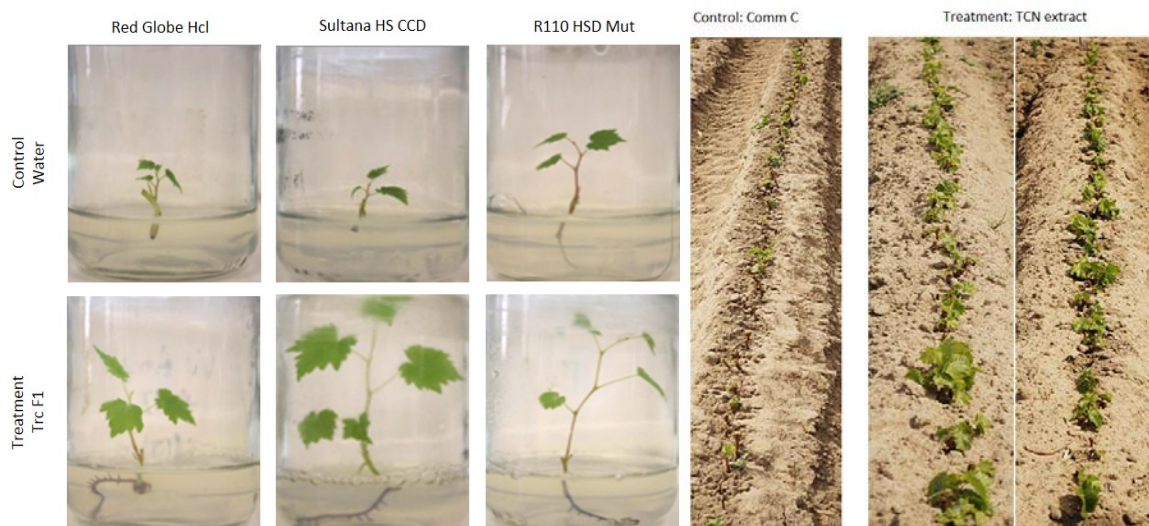 Red Globe Hcl
Sultana HS CCD
R110 HSD Mut
Control: Comm C
Treatment: TCN extract
Control
Water
Treatment
Trc F1